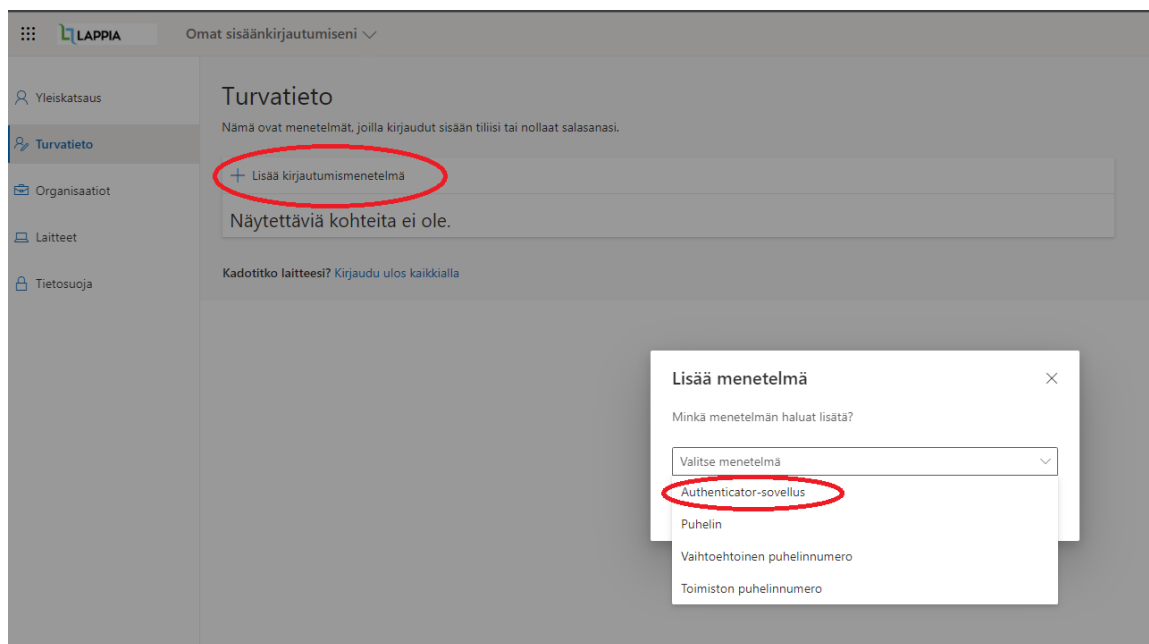 LAPPIA
Omat sisäänkirjautumiseni
Yleiskatsaus
Turvatieto
Organisaatiot
Laitteet
Tietosuoja
Turvatieto
Nämä ovat menetelmät, joilla kirjaudut sisään tiliisi tai nollaat salasanasi.
+ Lisää kirjautumismenetelmä
Näytettäviä kohteita ei ole.
Kadotitko laitteesi? Kirjaudu ulos kaikkialla
Lisää menetelmä
Minkä menetelmän haluat lisätä?
Valitse menetelmä
Authenticator-sovellus
Puhelin
Vaihtoehtoinen puhelinnumero
Toimiston puhelinnumero